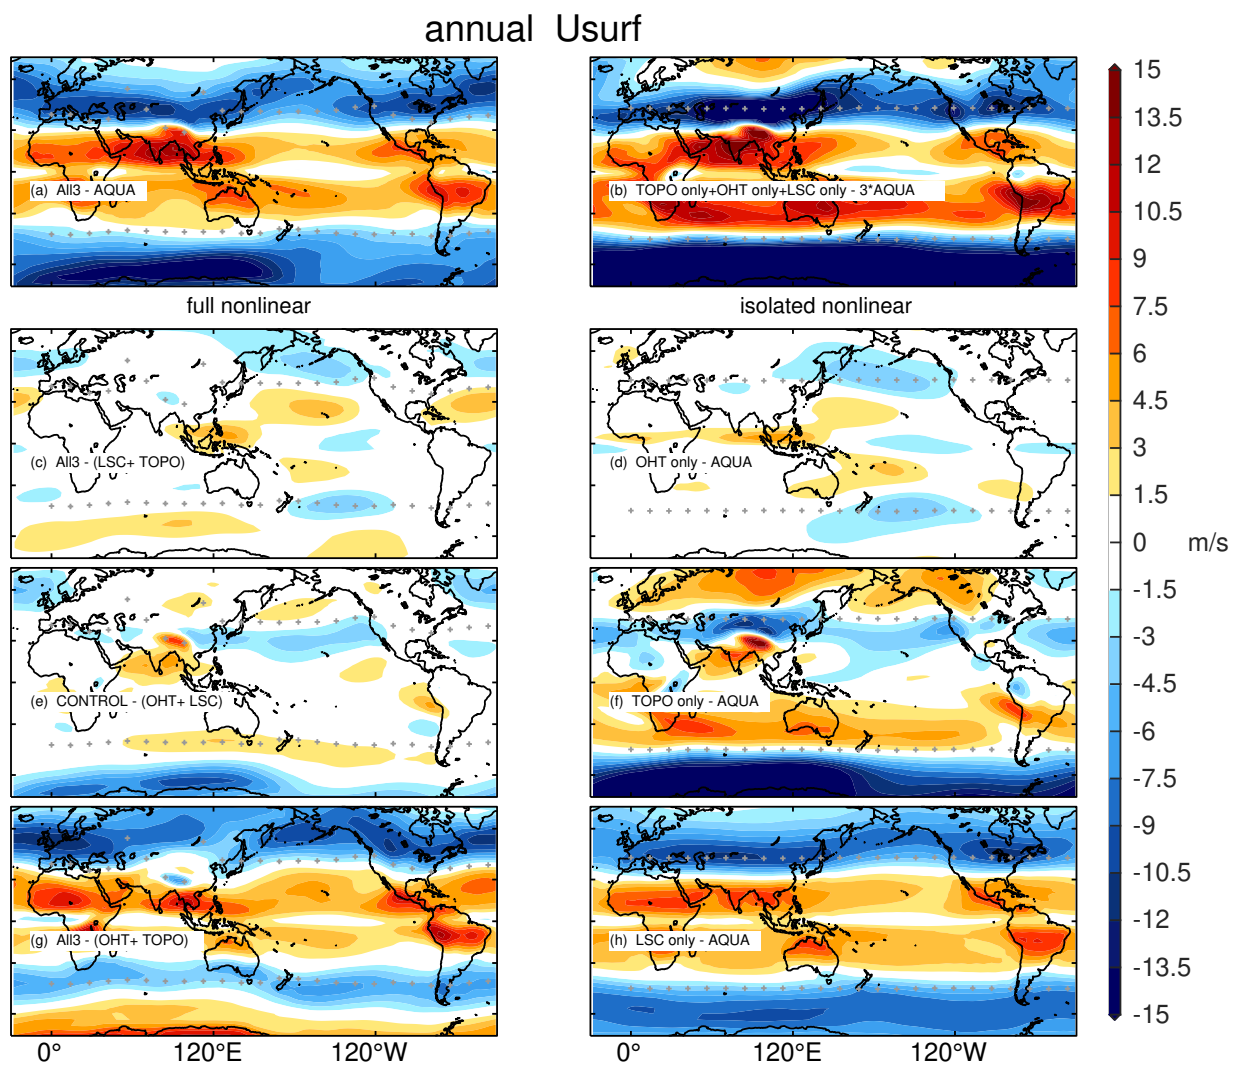 annual Usurf
(a) All3 - AQUA
(b) TOPO only+OHT only+LSC only - 3*AQUA
full nonlinear
isolated nonlinear
(c) All3 - (LSC+ TOPO)
(d) OHT only - AQUA
(e) CONTROL - (OHT+ LSC)
(f) TOPO only - AQUA
(g) All3 - (OHT+ TOPO)
(h) LSC only - AQUA
0° 120°E 120°W
0° 120°E 120°W
15
13.5
12
10.5
9
7.5
6
4.5
3
1.5
0 m/s
-1.5
-3
-4.5
-6
-7.5
-9
-10.5
-12
-13.5
-15